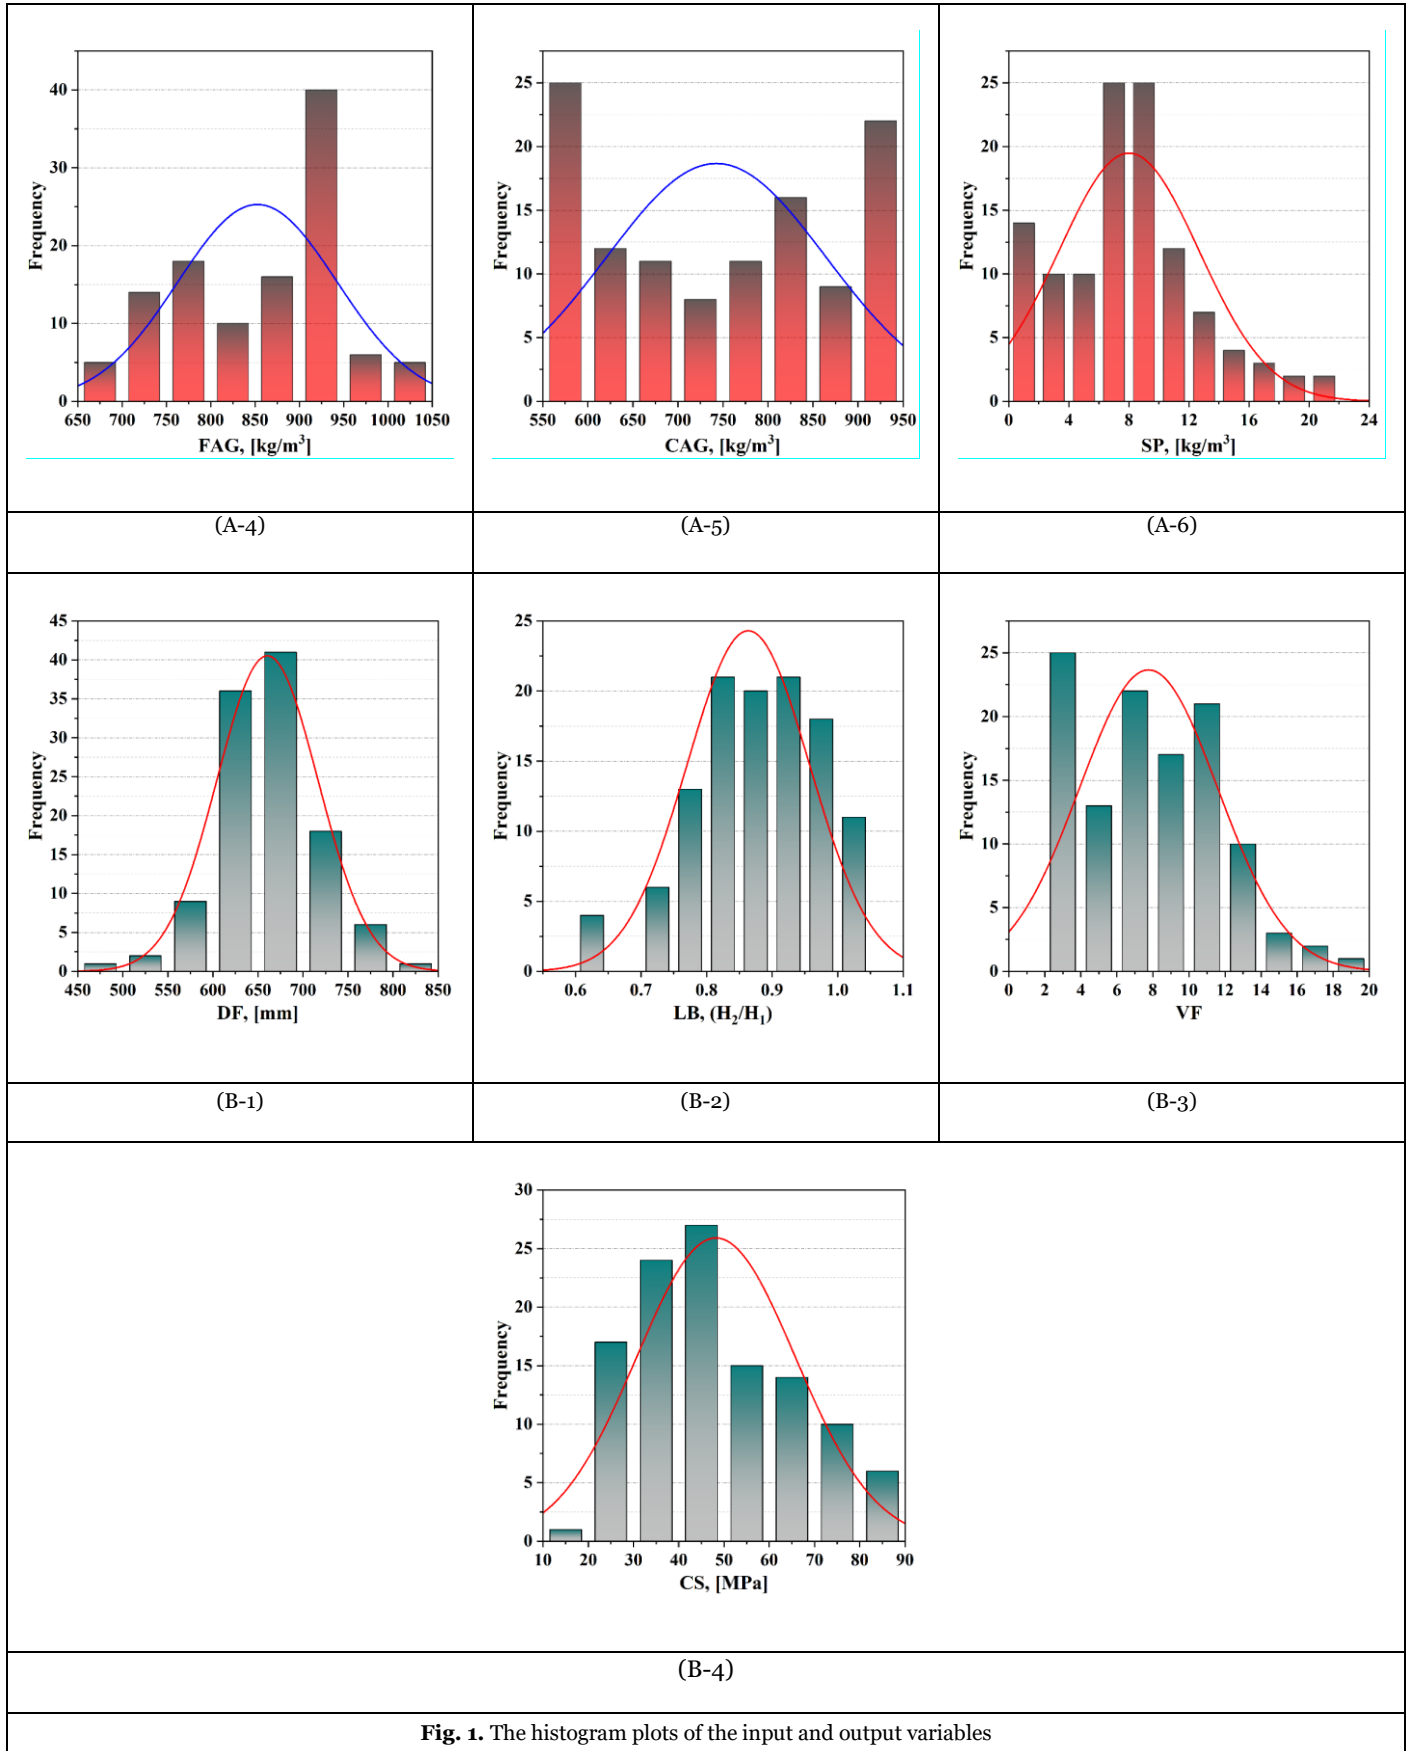 40
30
20
10
0
Frequency
650 700 750 800 850 900 950 1000 1050
FAG, [kg/m³]
25
20
15
10
5
0
Frequency
550 600 650 700 750 800 850 900 950
CAG, [kg/m³]
25
20
15
10
5
0
Frequency
0 4 8 12 16 20 24
SP, [kg/m³]
(A-4)
(A-5)
(A-6)
45
40
35
30
25
20
15
10
5
0
Frequency
450 500 550 600 650 700 750 800 850
DF, [mm]
25
20
15
10
5
0
Frequency
0.6 0.7 0.8 0.9 1.0 1.1
LB, (H₂/H₁)
25
20
15
10
5
0
Frequency
0 2 4 6 8 10 12 14 16 18 20
VF
(B-1)
(B-2)
(B-3)
30
25
20
15
10
5
0
Frequency
10 20 30 40 50 60 70 80 90
CS, [MPa]
(B-4)
Fig. 1. The histogram plots of the input and output variables